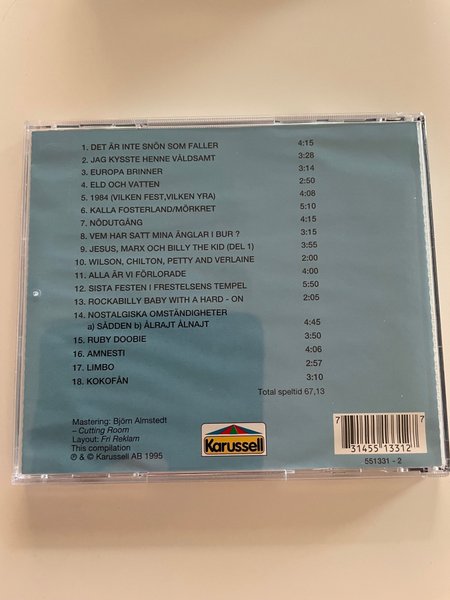 1. DET ÄR INTE SNÖN SOM FALLER 4:15
2. JAG KYSSTE HENNE VÅLDSAMT 3:28
3. EUROPA BRINNER 3:14
4. ELD OCH VATTEN 2:50
5. 1984 (VILKEN FEST,VILKEN YRA) 4:08
6. KALLA FOSTERLAND/MÖRKRET 5:10
7. NÖDUTGÅNG 4:15
8. VEM HAR SATT MINA ÄNGLAR I BUR ? 3:15
9. JESUS, MARX OCH BILLY THE KID (DEL 1) 3:55
10. WILSON, CHILTON, PETTY AND VERLAINE 2:00
11. ALLA ÄR VI FÖRLORADE 4:00
12. SISTA FESTEN I FRESTELSENS TEMPEL 5:50
13. ROCKABILLY BABY WITH A HARD - ON 2:05
14. NOSTALGISKA OMSTÄNDIGHETER
a) SÅDDEN b) ÅLRAJT ÅLNAJT 4:45
15. RUBY DOOBIE 3:50
16. AMNESTI 4:06
17. LIMBO 2:57
18. KOKOFÅN 3:10
Total speltid 67,13
Mastering: Björn Almstedt
– Cutting Room
Layout: Fri Reklam
This compilation
℗ & © Karussell AB 1995
Karussell
7 31455 13312 7
551331 - 2